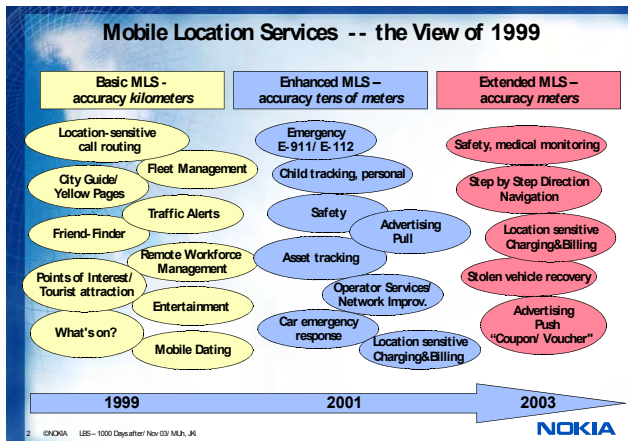 Mobile Location Services -- the View of 1999
Basic MLS -
accuracy kilometers
Enhanced MLS –
accuracy tens of meters
Extended MLS –
accuracy meters
Location-sensitive
call routing
Fleet Management
City Guide/
Yellow Pages
Traffic Alerts
Friend-Finder
Remote Workforce
Management
Points of Interest/
Tourist attraction
Entertainment
What's on?
Mobile Dating
Emergency
E-911/ E-112
Child tracking, personal
Safety
Advertising
Pull
Asset tracking
Operator Services/
Network Improv.
Car emergency
response
Location sensitive
Charging&Billing
Safety, medical monitoring
Step by Step Direction
Navigation
Location sensitive
Charging&Billing
Stolen vehicle recovery
Advertising
Push
“Coupon/ Voucher”
1999
2001
2003
2 ©NOKIA LBS – 1000 Days after/ Nov 03/ MUh, JKl
NOKIA